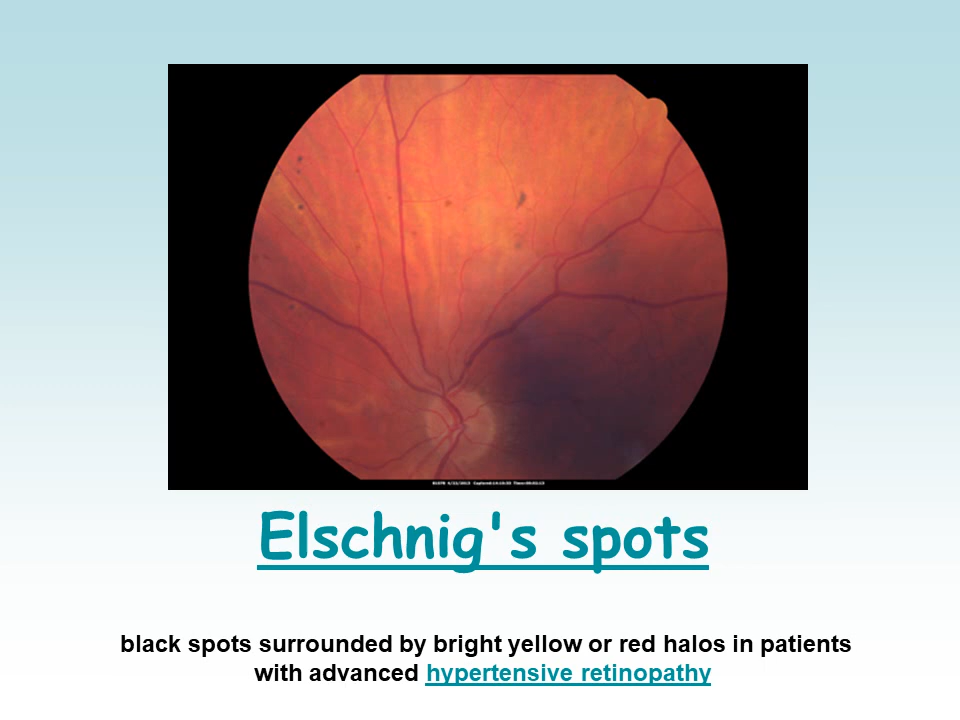 Elschnig's spots
black spots surrounded by bright yellow or red halos in patients
with advanced hypertensive retinopathy